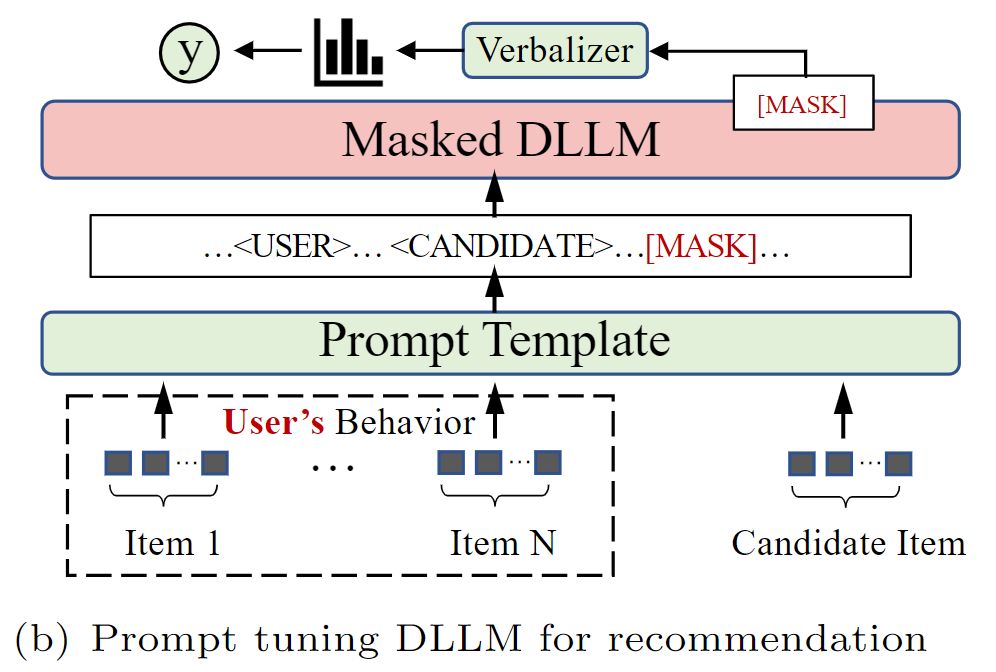 y
Verbalizer
[MASK]
Masked DLLM
…<USER>… <CANDIDATE>…[MASK]…
Prompt Template
User's Behavior
… … …
…
Item 1
Item N
Candidate Item
(b) Prompt tuning DLLM for recommendation